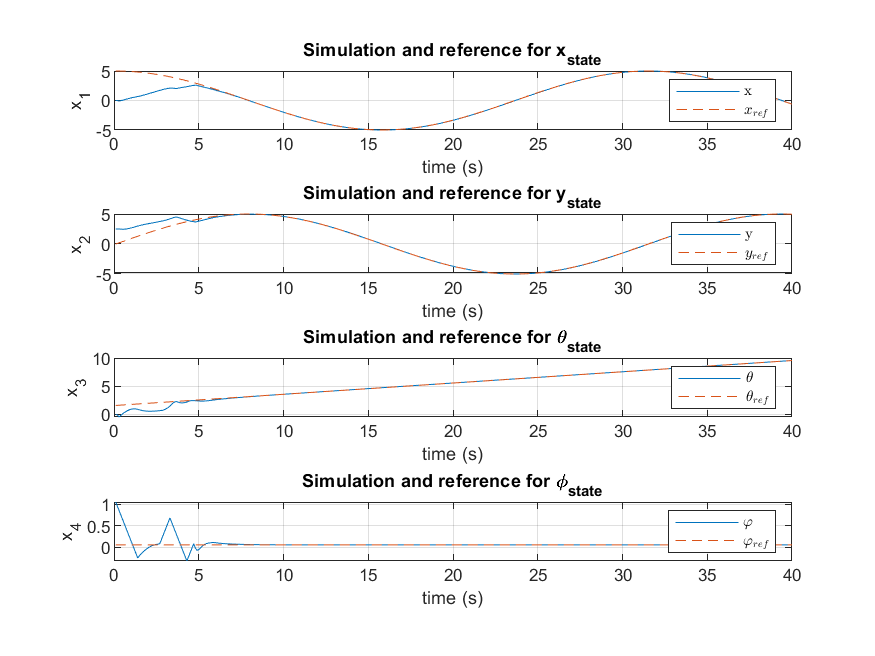 Simulation and reference for x_state
5
0
-5
x_1
x
x_ref
0 5 10 15 20 25 30 35 40
time (s)
Simulation and reference for y_state
5
0
-5
x_2
y
y_ref
0 5 10 15 20 25 30 35 40
time (s)
Simulation and reference for θ_state
10
5
0
x_3
θ
θ_ref
0 5 10 15 20 25 30 35 40
time (s)
Simulation and reference for ϕ_state
1
0.5
0
x_4
φ
φ_ref
0 5 10 15 20 25 30 35 40
time (s)